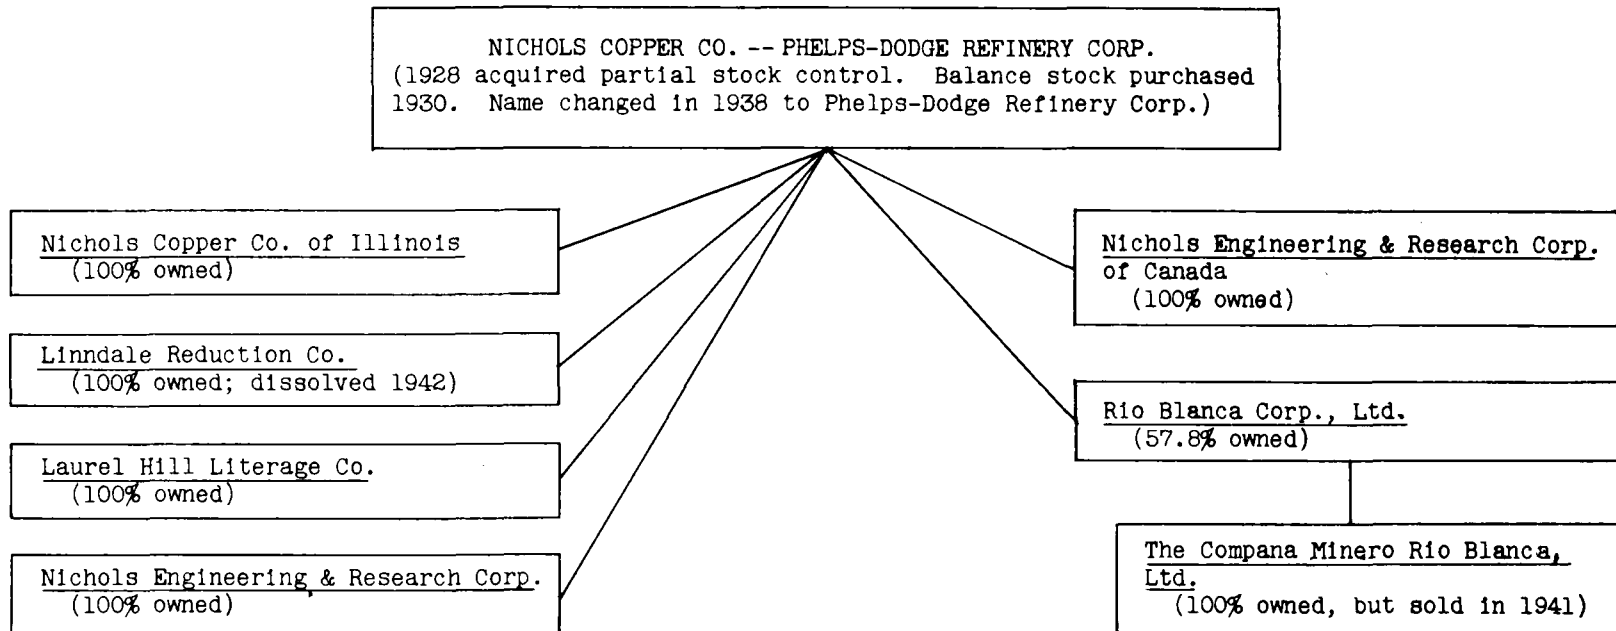 NICHOLS COPPER CO. -- PHELPS-DODGE REFINERY CORP.
(1928 acquired partial stock control. Balance stock purchased
1930. Name changed in 1938 to Phelps-Dodge Refinery Corp.)
Nichols Copper Co. of Illinois
(100% owned)
Linndale Reduction Co.
(100% owned; dissolved 1942)
Laurel Hill Literage Co.
(100% owned)
Nichols Engineering & Research Corp.
(100% owned)
Nichols Engineering & Research Corp.
of Canada
(100% owned)
Rio Blanca Corp., Ltd.
(57.8% owned)
The Compana Minero Rio Blanca,
Ltd.
(100% owned, but sold in 1941)